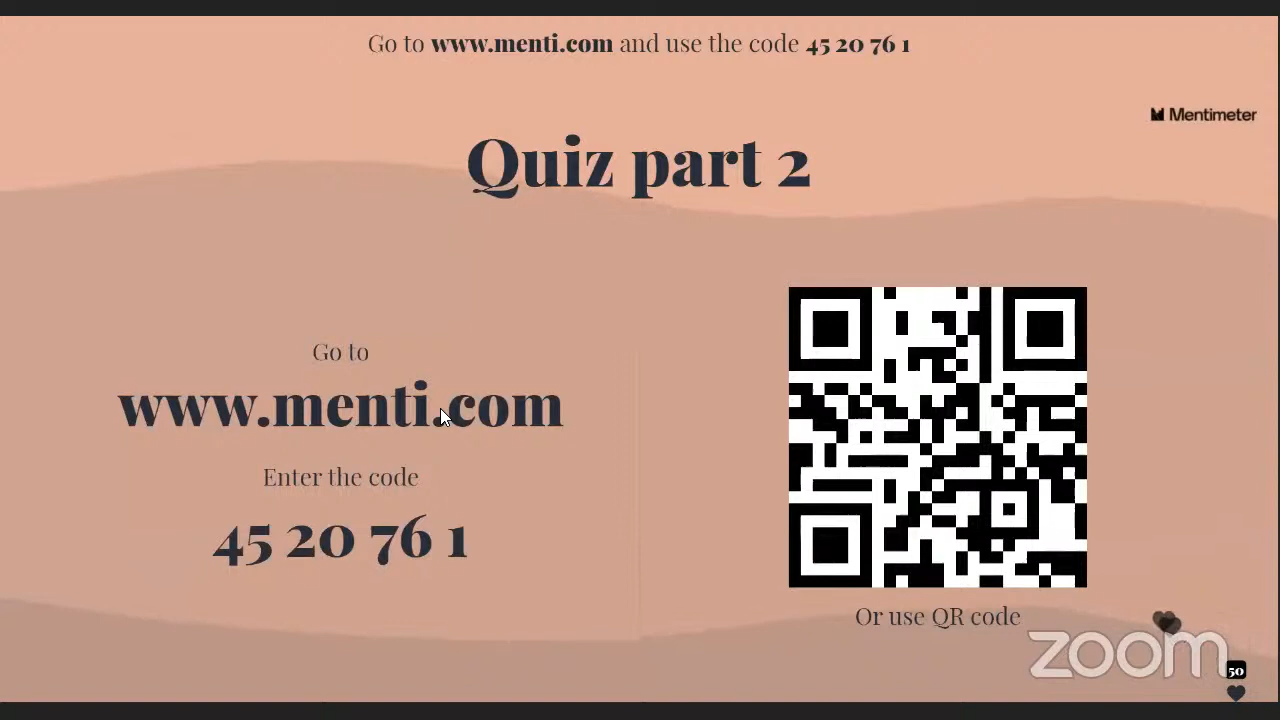 Go to www.menti.com and use the code 45 20 76 1
Mentimeter
Quiz part 2
Go to
www.menti.com
Enter the code
45 20 76 1
Or use QR code
zoom
50